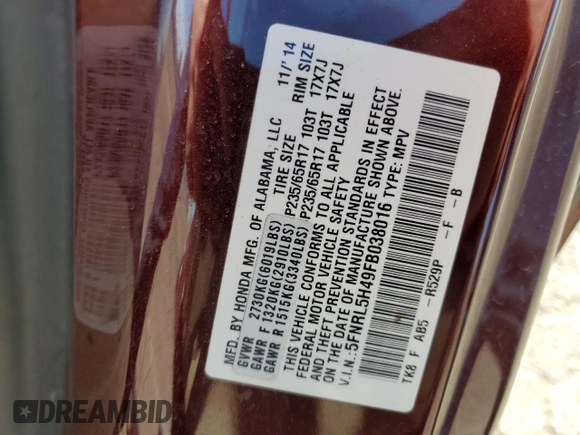 MFD. BY HONDA MFG. OF ALABAMA, LLC 11/'14
TIRE SIZE RIM SIZE
GVWR 2730KG(6019LBS)
GAWR F 1320KG(2910LBS) P235/65R17 103T 17X7J
GAWR R 1515KG(3340LBS) P235/65R17 103T 17X7J
THIS VEHICLE CONFORMS TO ALL APPLICABLE
FEDERAL MOTOR VEHICLE SAFETY
AND THEFT PREVENTION STANDARDS IN EFFECT
ON THE DATE OF MANUFACTURE SHOWN ABOVE.
V.I.N.:5FNRL5H49FB038016 TYPE: MPV
TK8 F AB5 -R529P -F -B
DREAMBID